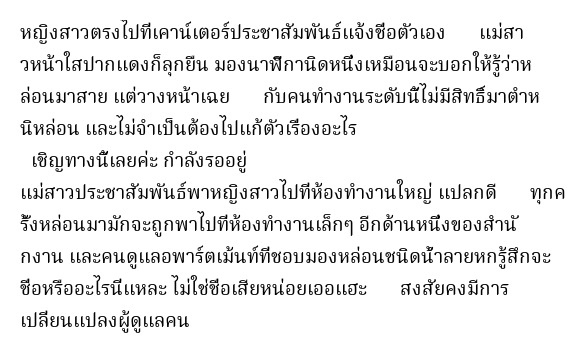 หญิงสาวตรงไปที่เคาน์เตอร์ประชาสัมพันธ์แจ้งชื่อตัวเอง แม่สา
วหน้าใสปากแดงก็ลุกยืน มองนาฬิกานิดหนึ่งเหมือนจะบอกให้รู้ว่าห
ล่อนมาสาย แต่วางหน้าเฉย กับคนทำงานระดับนี้ไม่มีสิทธิ์มาตำห
นิหล่อน และไม่จำเป็นต้องไปแก้ตัวเรื่องอะไร
เชิญทางนี้เลยค่ะ กำลังรออยู่
แม่สาวประชาสัมพันธ์พาหญิงสาวไปที่ห้องทำงานใหญ่ แปลกดี ทุกค
รั้งหล่อนมามักจะถูกพาไปที่ห้องทำงานเล็กๆ อีกด้านหนึ่งของสำนั
กงาน และคนดูแลอพาร์ตเม้นท์ที่ชอบมองหล่อนชนิดน้ำลายหกรู้สึกจะ
ชื่อหรืออะไรนี่แหละ ไม่ใช่ชื่อเสียหน่อยเออแฮะ สงสัยคงมีการ
เปลี่ยนแปลงผู้ดูแลคน